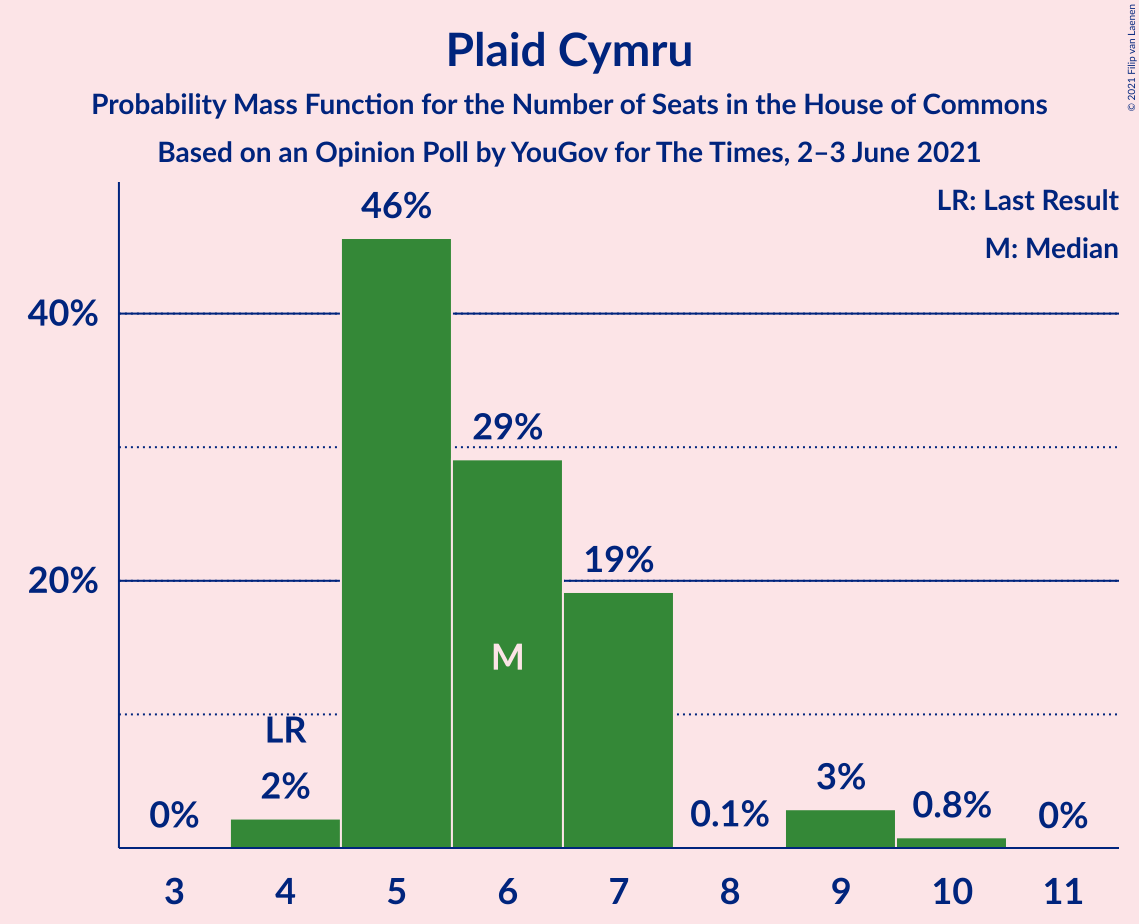 Plaid Cymru
Probability Mass Function for the Number of Seats in the House of Commons
Based on an Opinion Poll by YouGov for The Times, 2–3 June 2021
© 2021 Filip van Laenen
LR: Last Result
M: Median
46%
40%
29%
20%
19%
M
LR
0%
2%
0.1%
3%
0.8%
0%
3 4 5 6 7 8 9 10 11